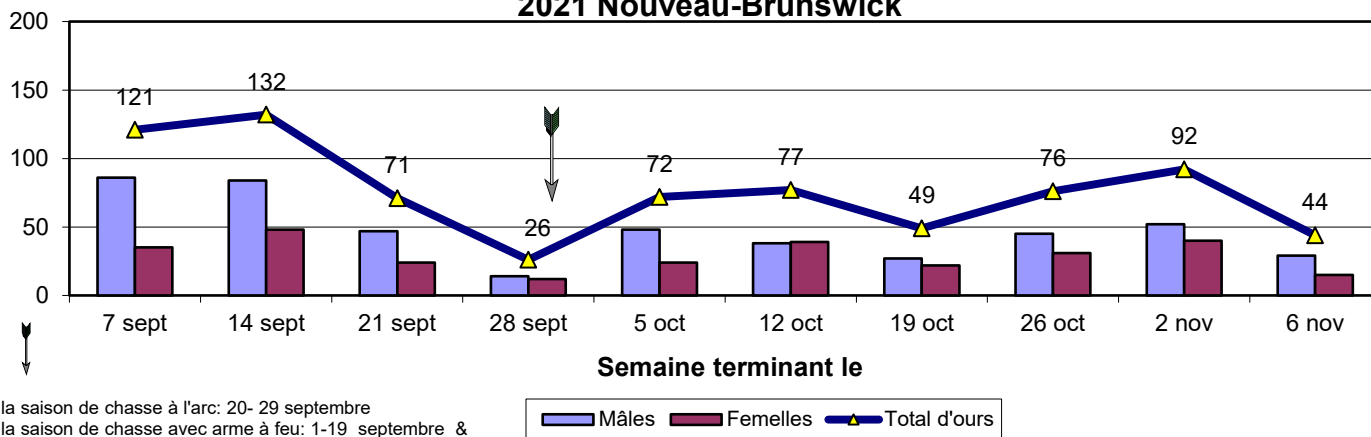 2021 Nouveau-Brunswick
200
150
100
50
0
121
132
71
26
72
77
49
76
92
44
7 sept
14 sept
21 sept
28 sept
5 oct
12 oct
19 oct
26 oct
2 nov
6 nov
Semaine terminant le
la saison de chasse à l'arc: 20- 29 septembre
la saison de chasse avec arme à feu: 1-19 septembre &
Mâles
Femelles
Total d'ours